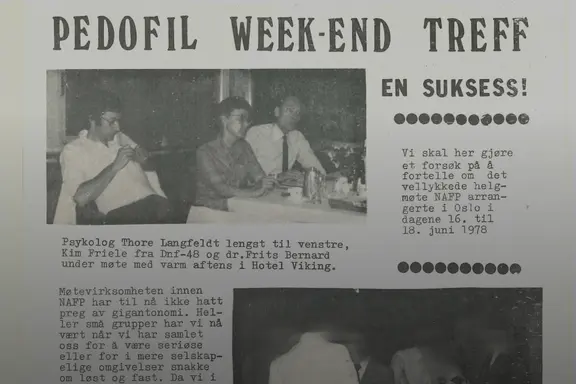 PEDOFIL WEEK-END TREFF
EN SUKSESS!
Vi skal her gjøre
et forsøk på å
fortelle om det
vellykkede helg-
møte NAFP arran-
gerte i Oslo i
dagene 16. til
18. juni 1978
Psykolog Thore Langfeldt lengst til venstre,
Kim Friele fra Dnf-48 og dr.Frits Bernard
under møte med varm aftens i Hotel Viking.
Møtevirksomheten innen
NAFP har til nå ikke hatt
preg av gigantonomi. Hel-
ler små grupper har vi nå
vært når vi har samlet
oss for å være seriøse
eller for i mere selskap-
elige omgivelser snakke
om løst og fast. Da vi i